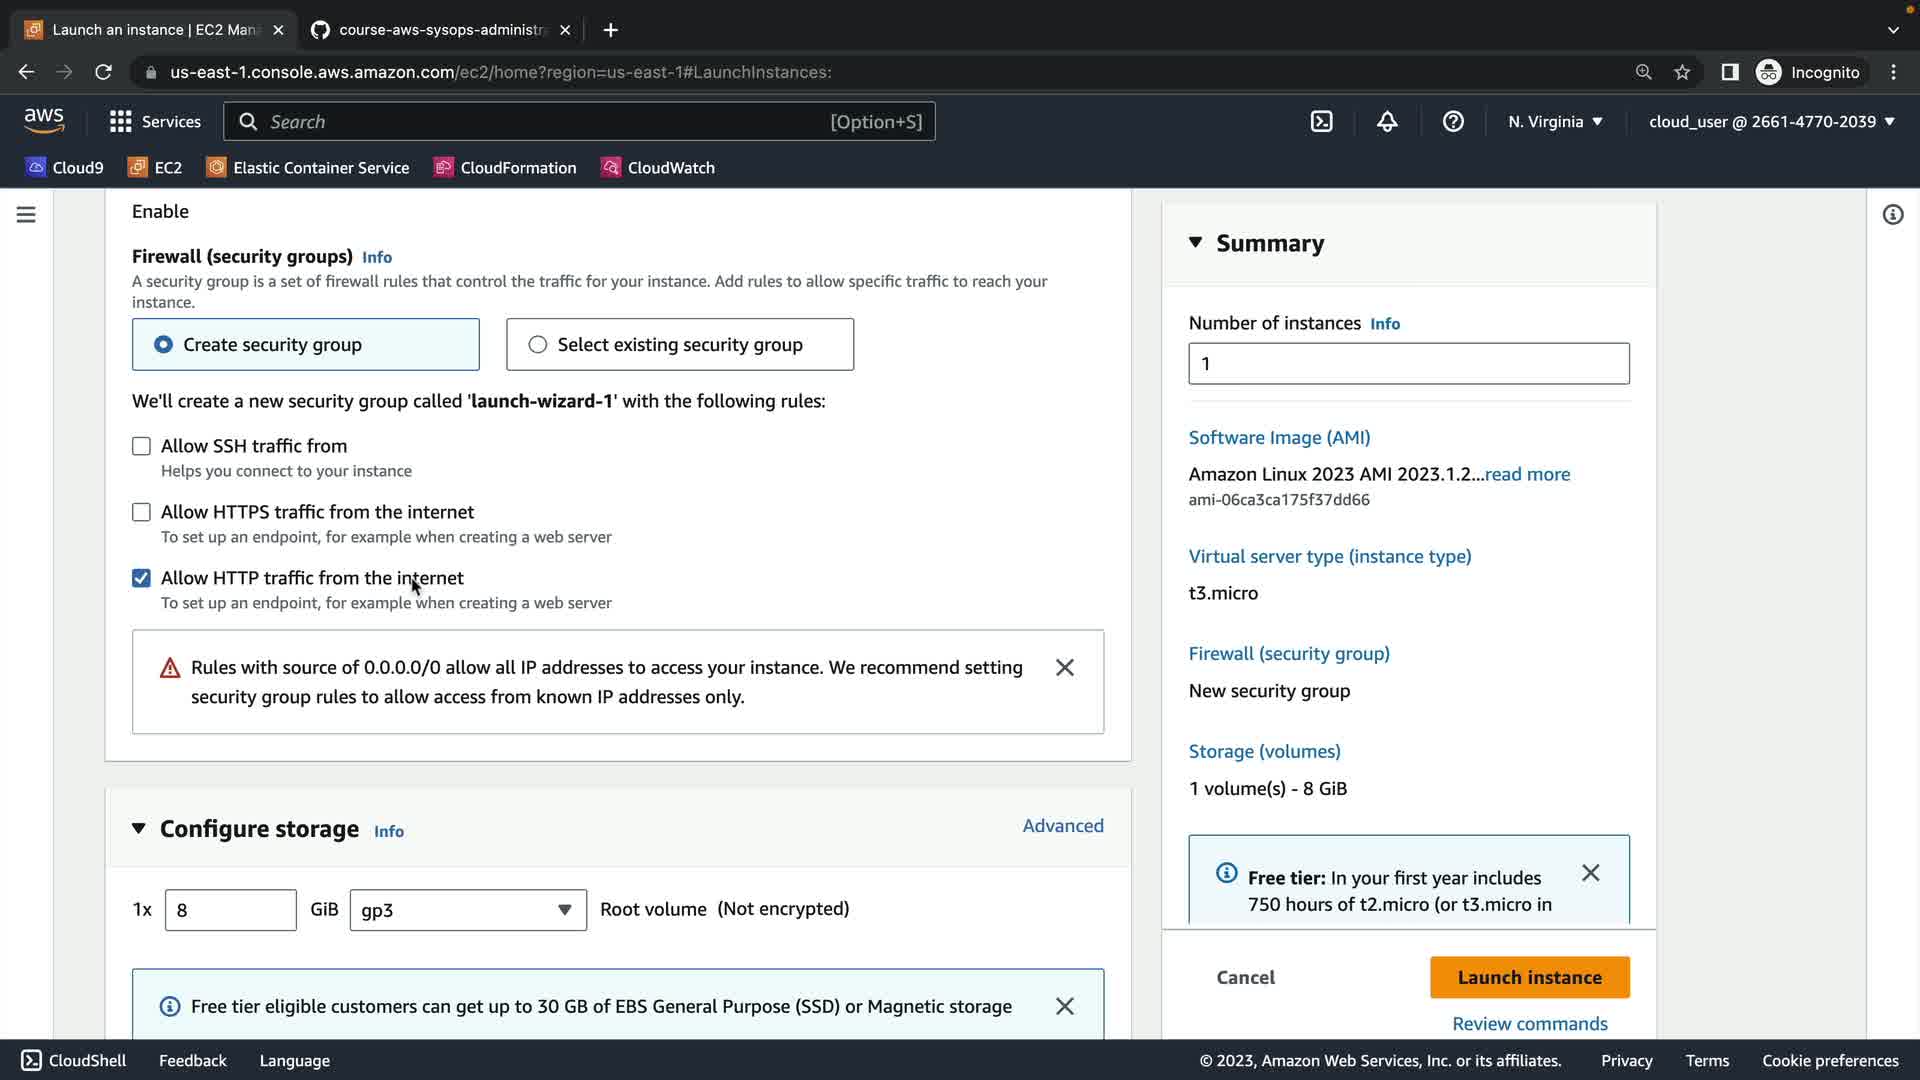 Launch an instance | EC2 Man
course-aws-sysops-administr
us-east-1.console.aws.amazon.com/ec2/home?region=us-east-1#LaunchInstances:
Incognito
aws
Services
Search
[Option+S]
N. Virginia
cloud_user @ 2661-4770-2039
Cloud9
EC2
Elastic Container Service
CloudFormation
CloudWatch
Enable
Firewall (security groups) Info
A security group is a set of firewall rules that control the traffic for your instance. Add rules to allow specific traffic to reach your
instance.
Create security group
Select existing security group
We'll create a new security group called 'launch-wizard-1' with the following rules:
Allow SSH traffic from
Helps you connect to your instance
Allow HTTPS traffic from the internet
To set up an endpoint, for example when creating a web server
Allow HTTP traffic from the internet
To set up an endpoint, for example when creating a web server
Rules with source of 0.0.0.0/0 allow all IP addresses to access your instance. We recommend setting
security group rules to allow access from known IP addresses only.
Configure storage Info
Advanced
1x 8 GiB gp3 Root volume (Not encrypted)
Free tier eligible customers can get up to 30 GB of EBS General Purpose (SSD) or Magnetic storage
Summary
Number of instances Info
1
Software Image (AMI)
Amazon Linux 2023 AMI 2023.1.2...read more
ami-06ca3ca175f37dd66
Virtual server type (instance type)
t3.micro
Firewall (security group)
New security group
Storage (volumes)
1 volume(s) - 8 GiB
Free tier: In your first year includes
750 hours of t2.micro (or t3.micro in
Cancel
Launch instance
Review commands
CloudShell
Feedback
Language
© 2023, Amazon Web Services, Inc. or its affiliates.
Privacy
Terms
Cookie preferences